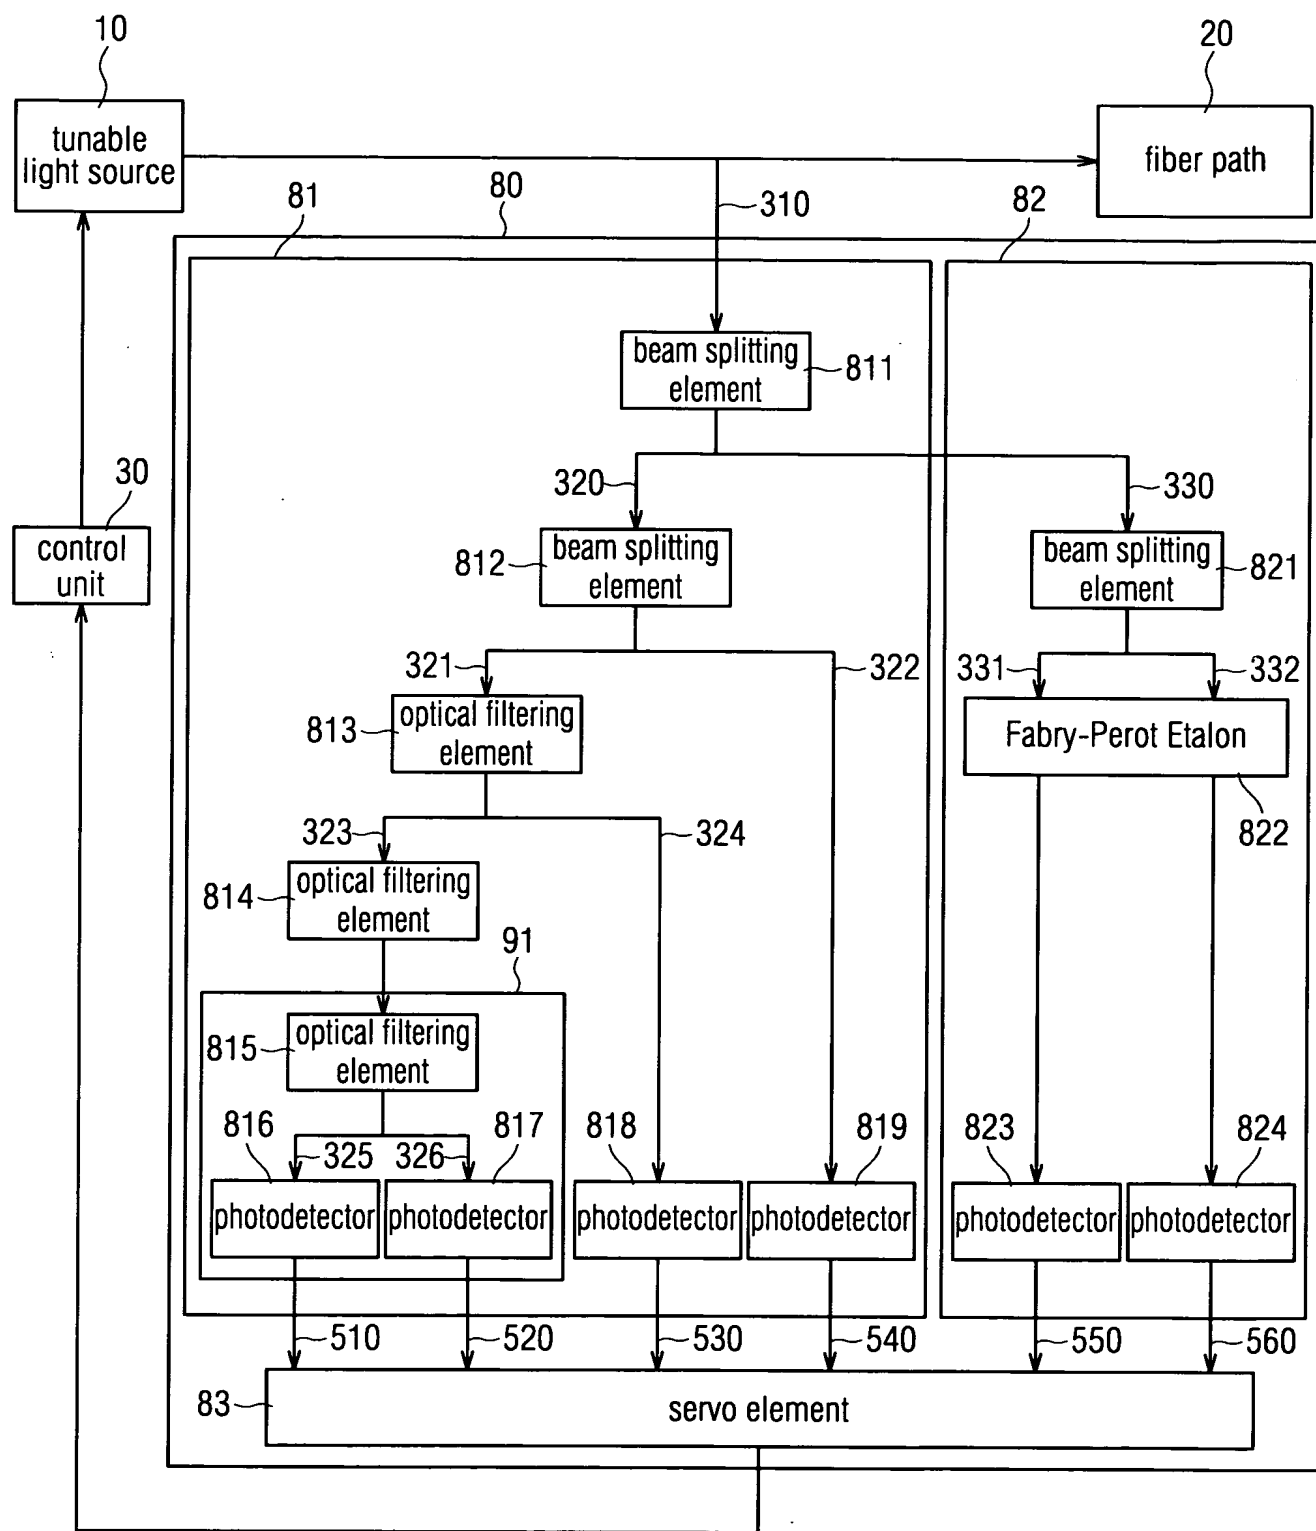 10
20
tunable
light source
fiber path
81
80
310
82
beam splitting
element
811
30
320
330
control
unit
812
beam splitting
element
beam splitting
element
821
321
322
331
332
813
optical filtering
element
Fabry-Perot Etalon
323
324
822
814
optical filtering
element
91
815
optical filtering
element
816
325
326
817
818
819
823
824
photodetector
photodetector
photodetector
photodetector
photodetector
photodetector
510
520
530
540
550
560
83
servo element